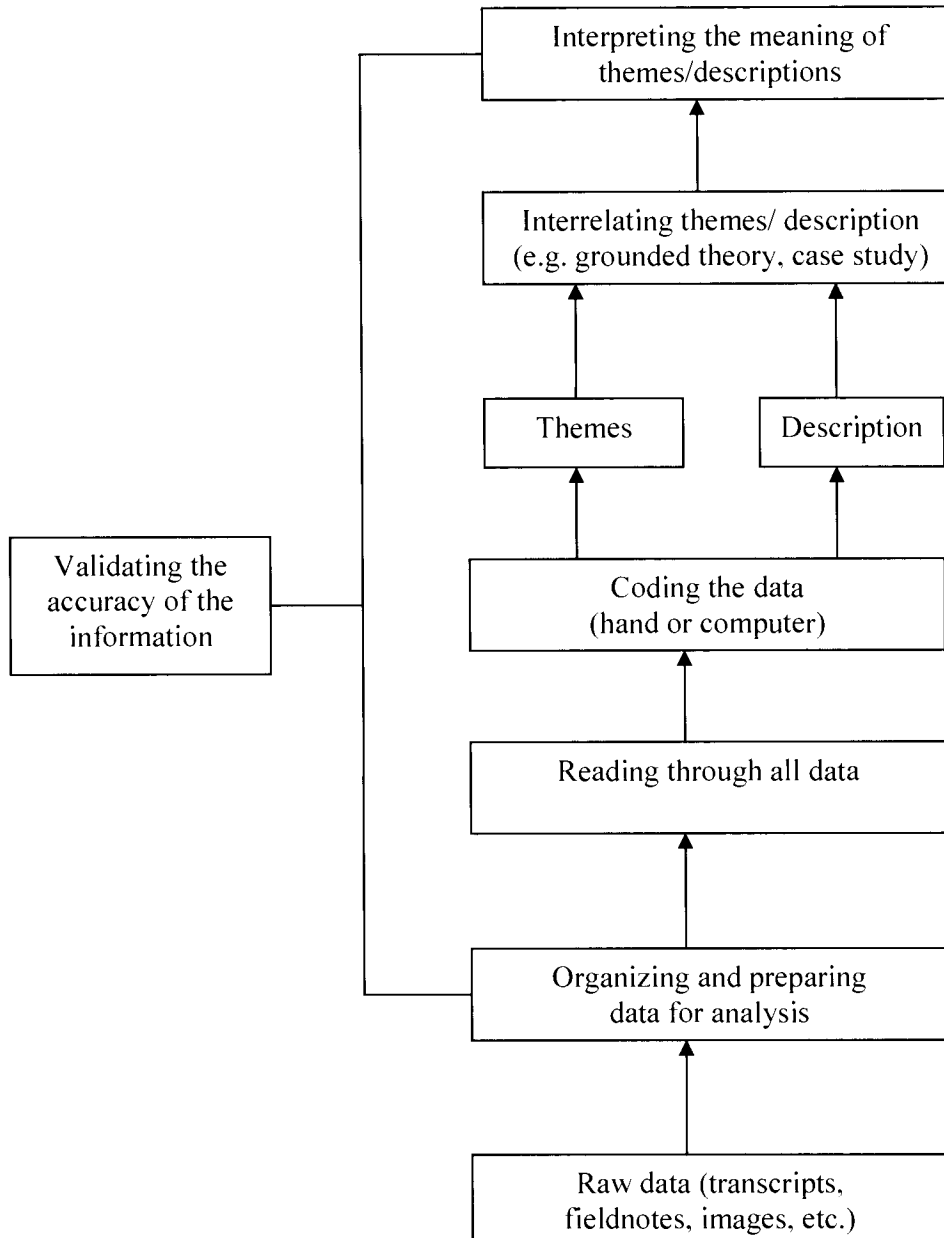 Interpreting the meaning of
themes/descriptions
Interrelating themes/ description
(e.g. grounded theory, case study)
Themes
Description
Validating the
accuracy of the
information
Coding the data
(hand or computer)
Reading through all data
Organizing and preparing
data for analysis
Raw data (transcripts,
fieldnotes, images, etc.)